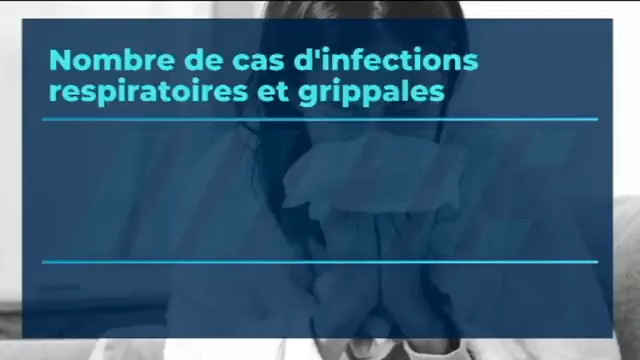 Nombre de cas d'infections
respiratoires et grippales